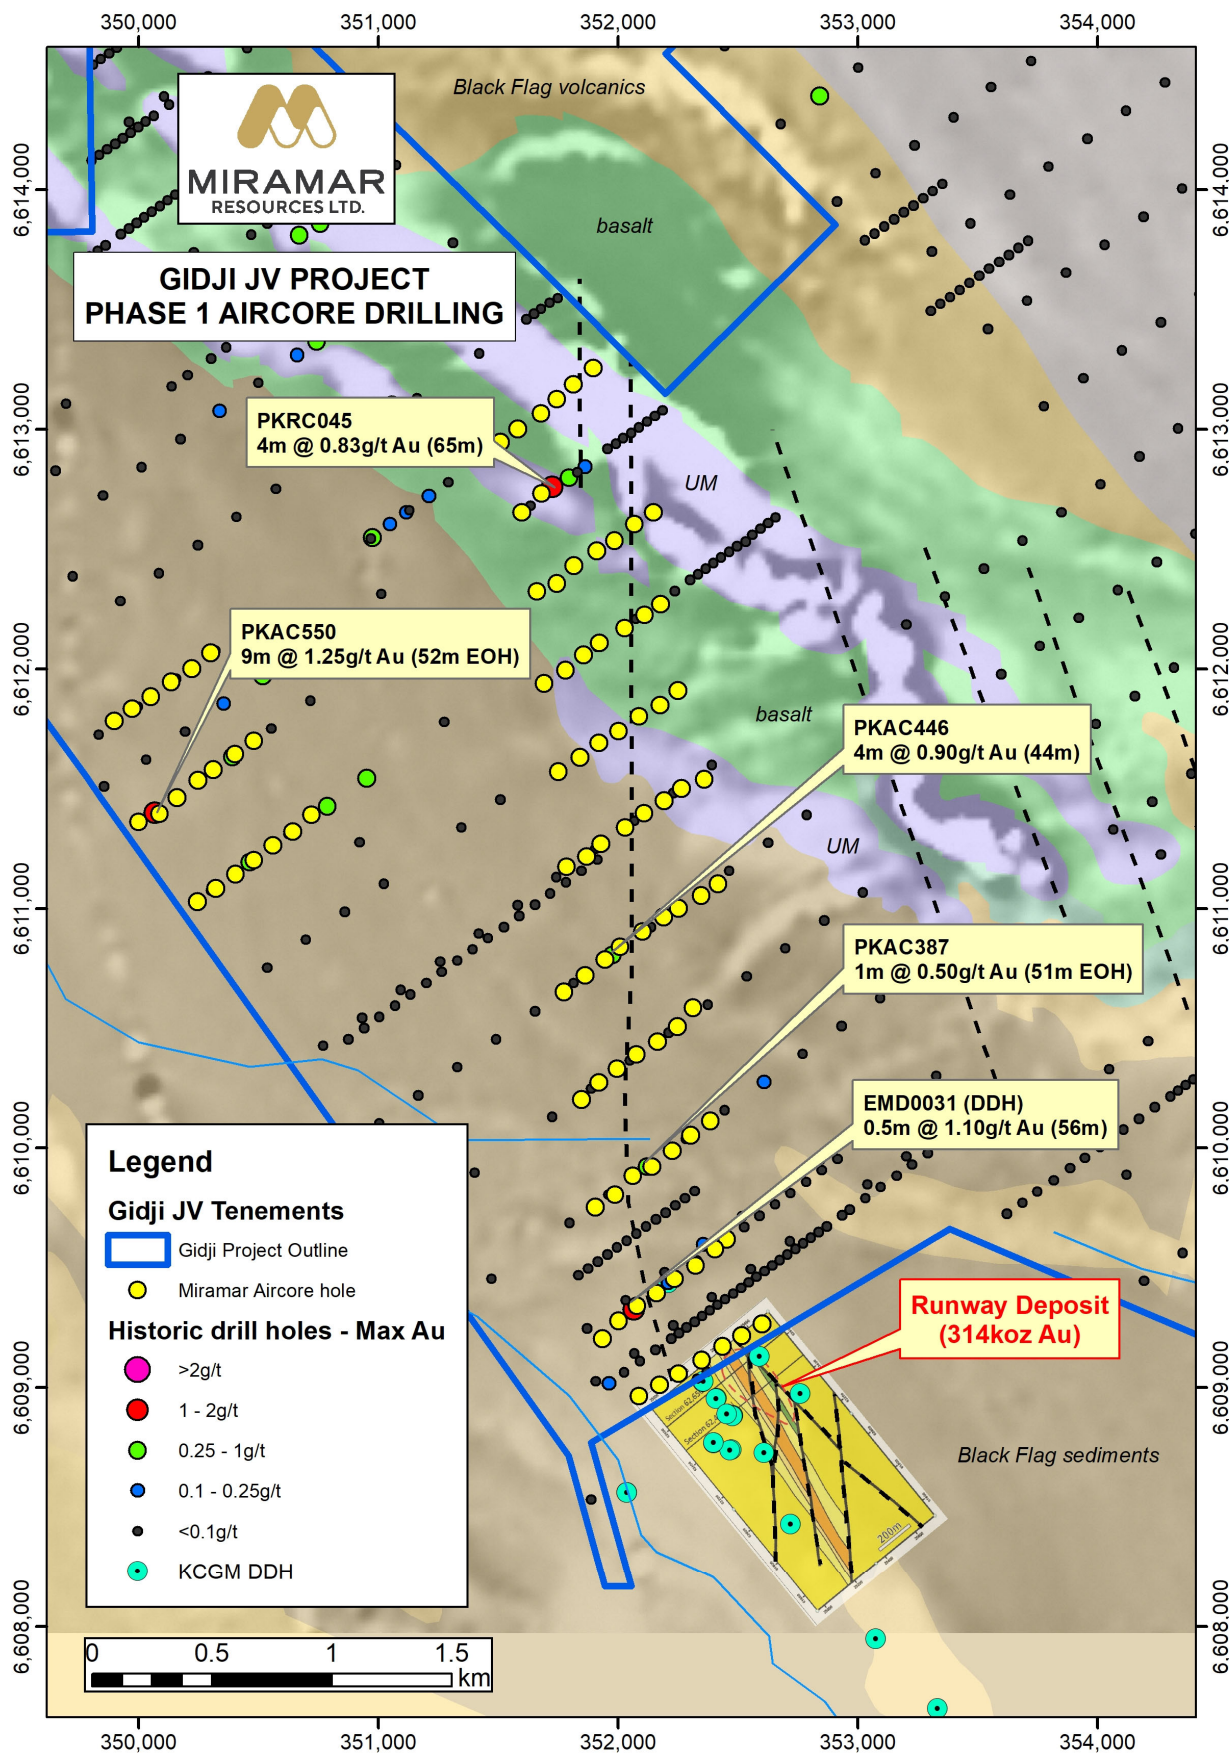 350,000
351,000
352,000
353,000
354,000
Black Flag volcanics
MIRAMAR
RESOURCES LTD.
6,614,000
6,614,000
basalt
GIDJI JV PROJECT
PHASE 1 AIRCORE DRILLING
PKRC045
4m @ 0.83g/t Au (65m)
6,613,000
6,613,000
UM
PKAC550
9m @ 1.25g/t Au (52m EOH)
6,612,000
6,612,000
basalt
PKAC446
4m @ 0.90g/t Au (44m)
UM
6,611,000
6,611,000
PKAC387
1m @ 0.50g/t Au (51m EOH)
EMD0031 (DDH)
0.5m @ 1.10g/t Au (56m)
6,610,000
6,610,000
Legend
Gidji JV Tenements
Gidji Project Outline
Miramar Aircore hole
Historic drill holes - Max Au
>2g/t
1 - 2g/t
0.25 - 1g/t
0.1 - 0.25g/t
<0.1g/t
KCGM DDH
Runway Deposit
(314koz Au)
6,609,000
6,609,000
Section
Section
Black Flag sediments
200m
6,608,000
6,608,000
0 0.5 1 1.5
km
350,000
351,000
352,000
353,000
354,000